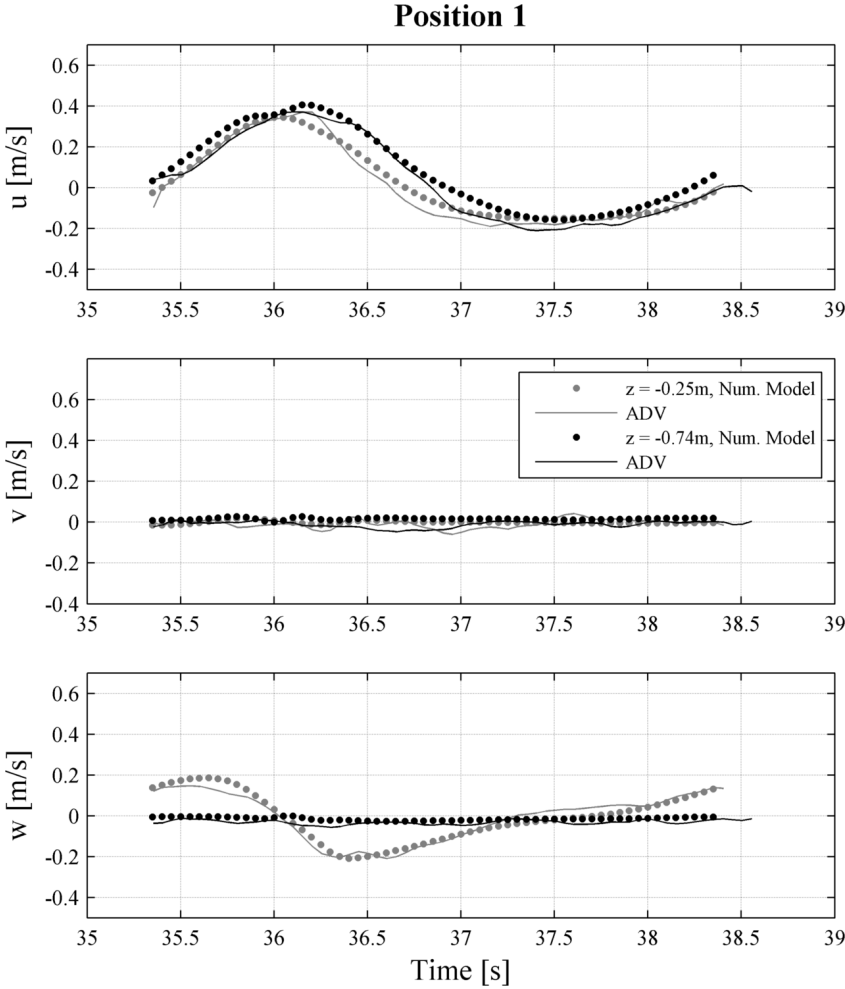 Position 1
u [m/s]
0.6
0.4
0.2
0
-0.2
-0.4
35 35.5 36 36.5 37 37.5 38 38.5 39
v [m/s]
0.6
0.4
0.2
0
-0.2
-0.4
z = -0.25m, Num. Model
ADV
z = -0.74m, Num. Model
ADV
35 35.5 36 36.5 37 37.5 38 38.5 39
w [m/s]
0.6
0.4
0.2
0
-0.2
-0.4
35 35.5 36 36.5 37 37.5 38 38.5 39
Time [s]